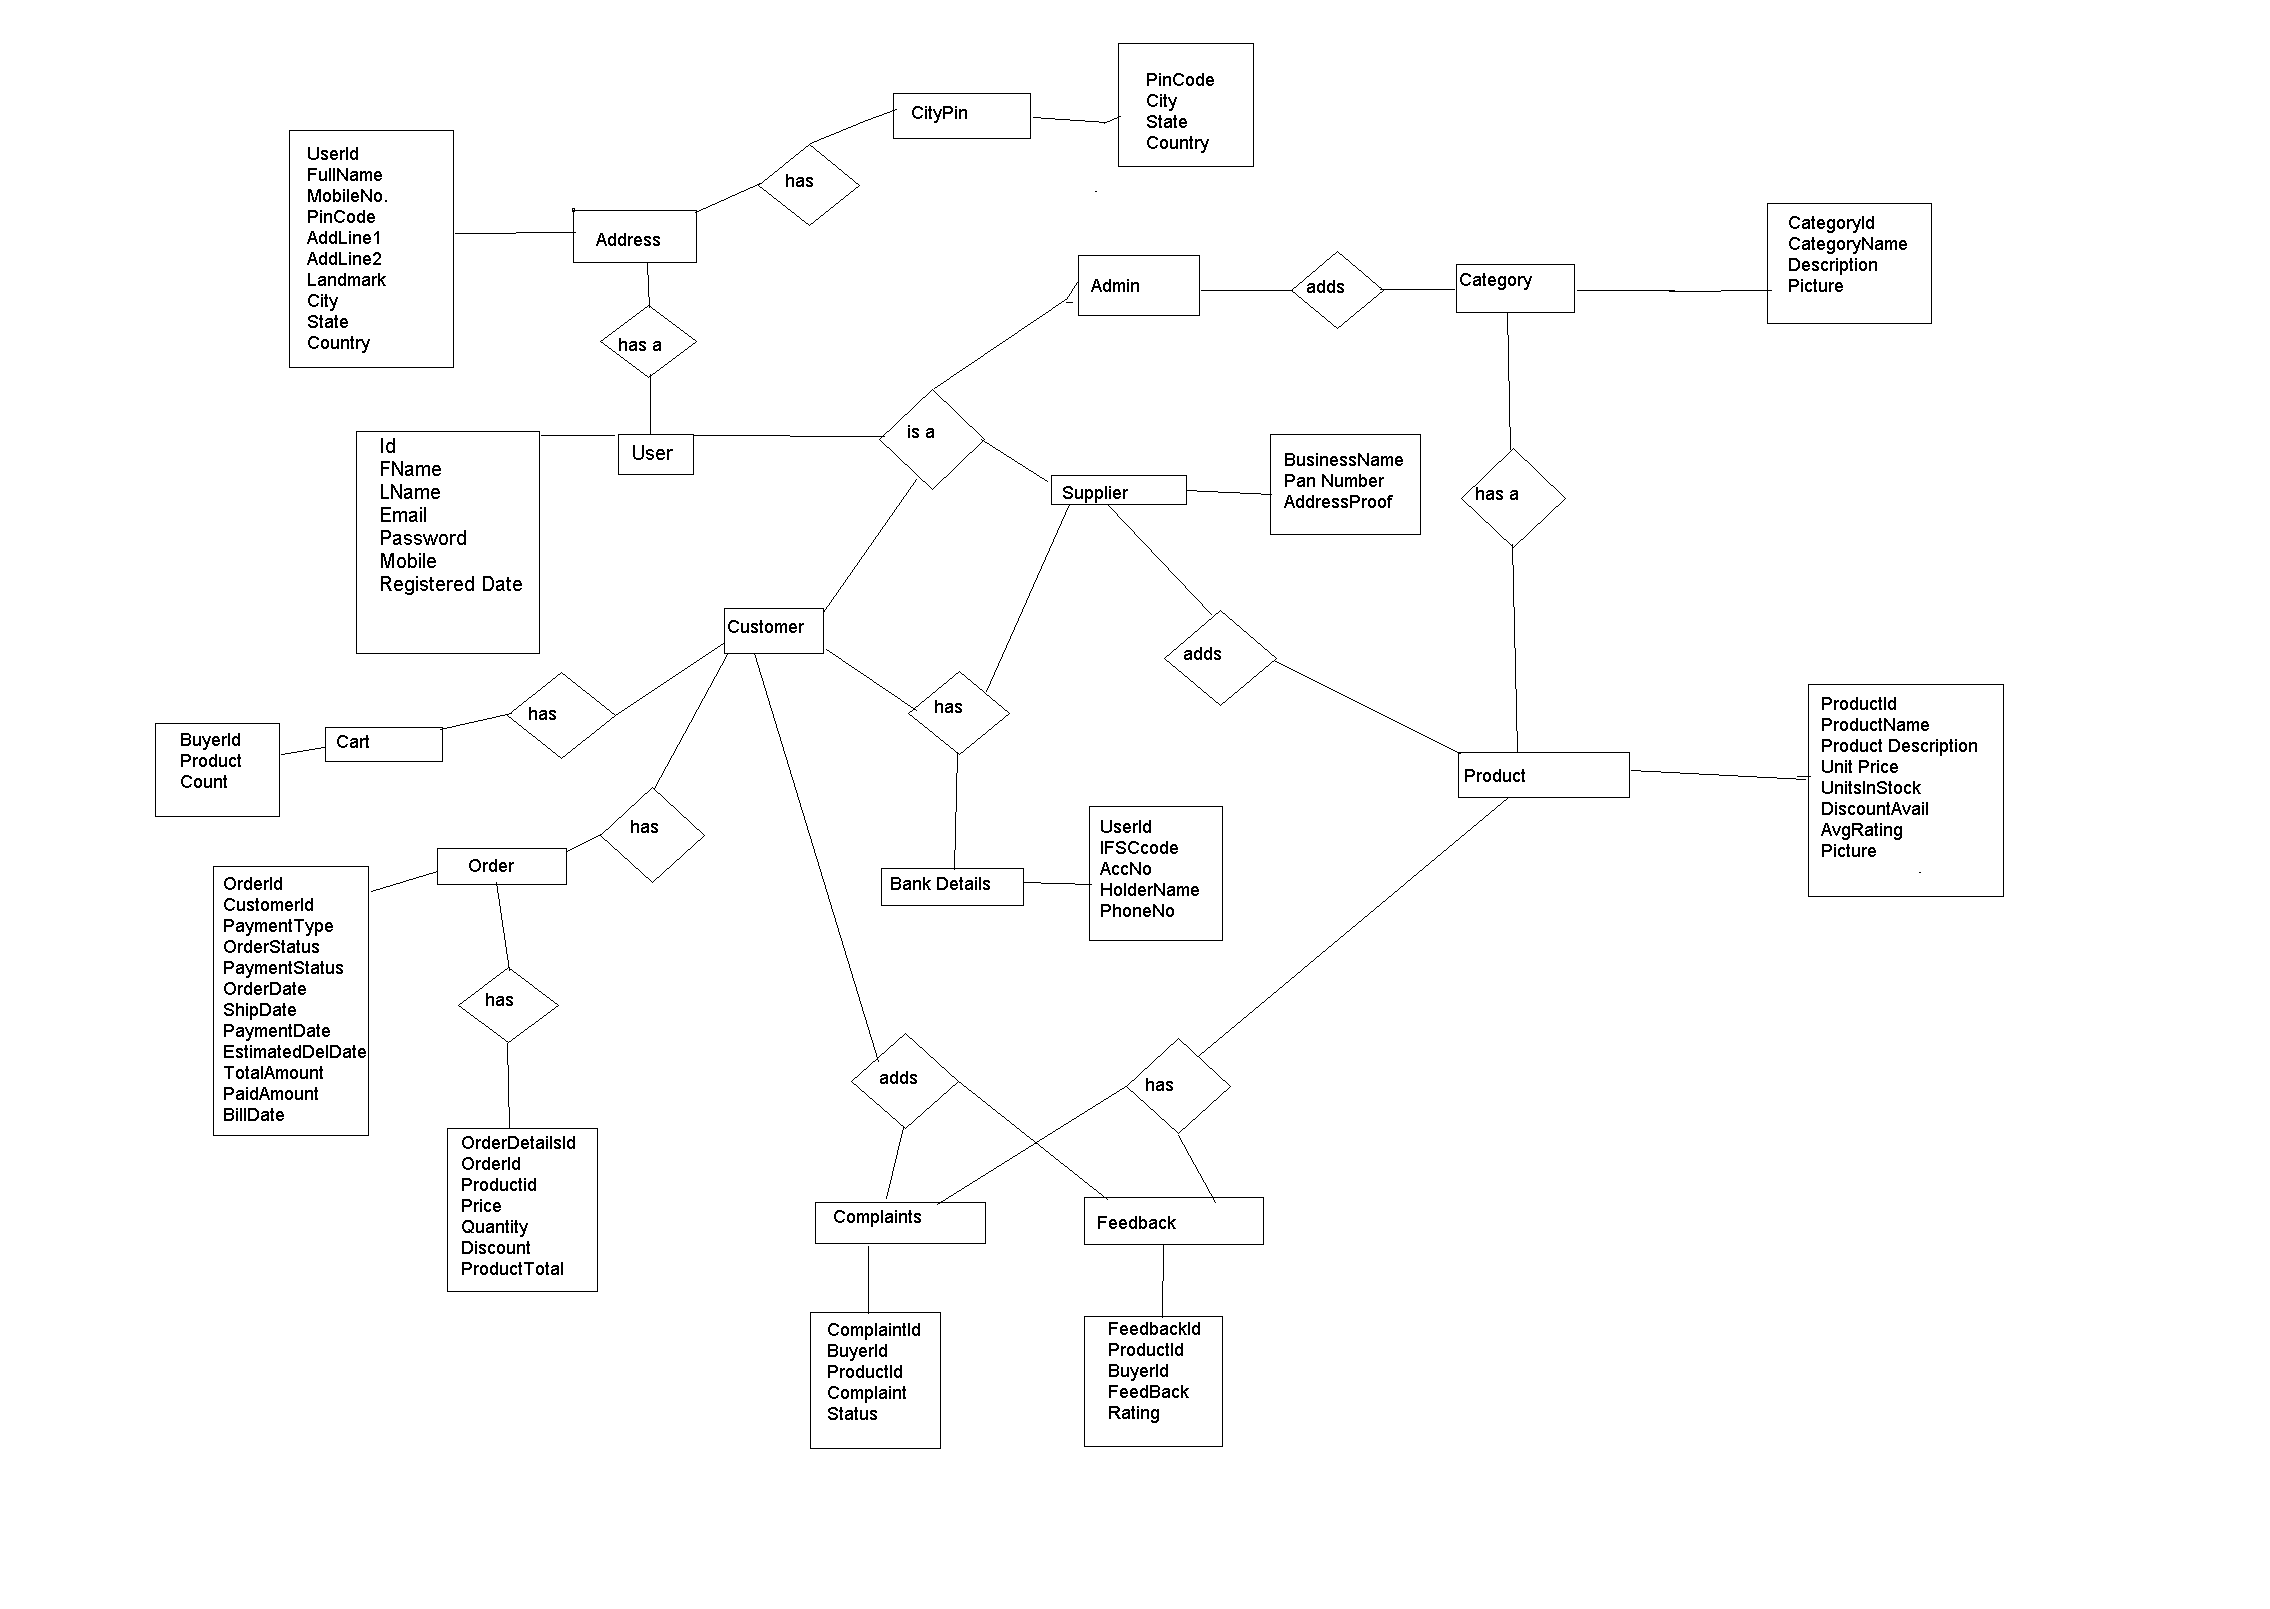 PinCode
City
State
Country
CityPin
UserId
FullName
MobileNo.
PinCode
AddLine1
AddLine2
Landmark
City
State
Country
has
Address
has a
Admin
adds
Category
CategoryId
CategoryName
Description
Picture
Id
FName
LName
Email
Password
Mobile
Registered Date
User
is a
Supplier
BusinessName
Pan Number
AddressProof
has a
Customer
adds
has
has
BuyerId
Product
Count
Cart
Product
ProductId
ProductName
Product Description
Unit Price
UnitsInStock
DiscountAvail
AvgRating
Picture
has
Order
OrderId
CustomerId
PaymentType
OrderStatus
PaymentStatus
OrderDate
ShipDate
PaymentDate
EstimatedDelDate
TotalAmount
PaidAmount
BillDate
Bank Details
UserId
IFSCcode
AccNo
HolderName
PhoneNo
has
adds
has
OrderDetailsId
OrderId
Productid
Price
Quantity
Discount
ProductTotal
Complaints
Feedback
ComplaintId
BuyerId
ProductId
Complaint
Status
FeedbackId
ProductId
BuyerId
FeedBack
Rating